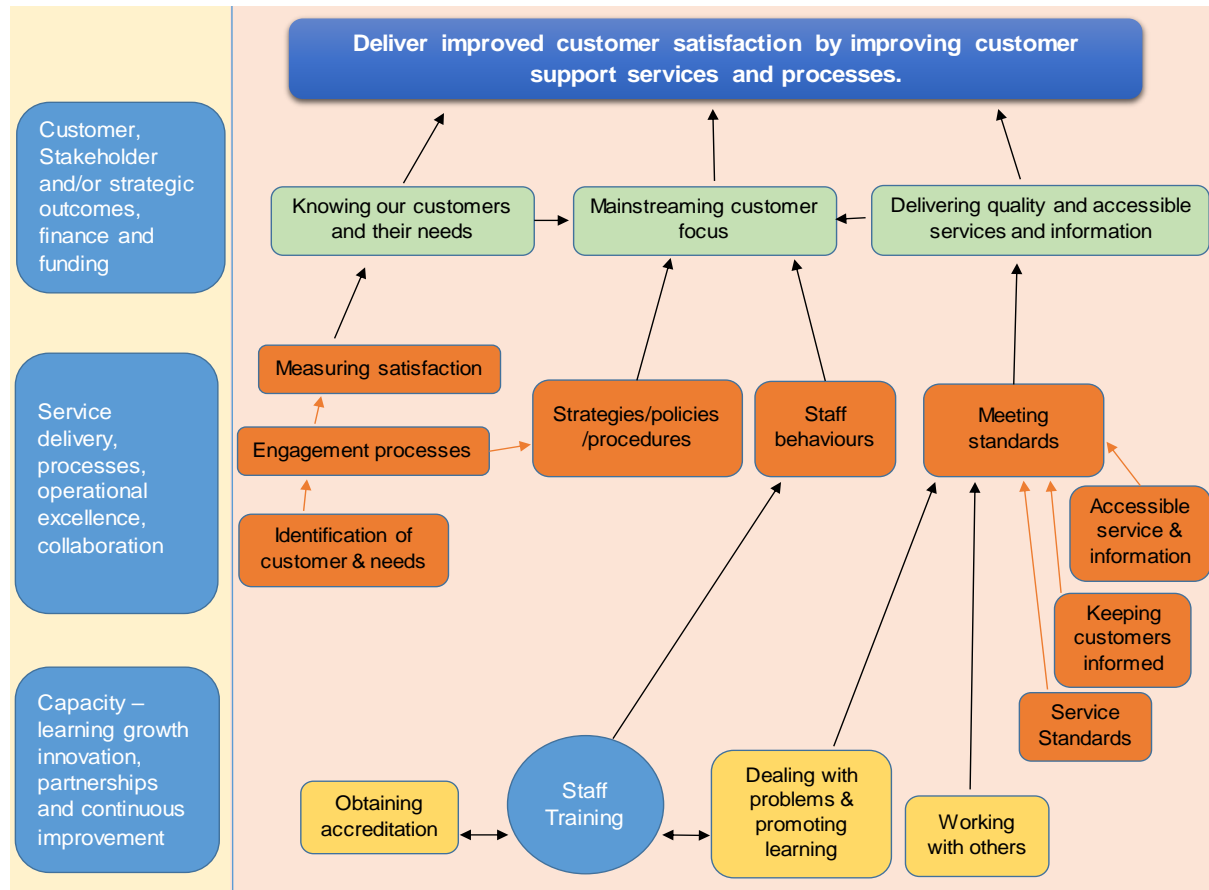 Deliver improved customer satisfaction by improving customer
support services and processes.
Customer,
Stakeholder
and/or strategic
outcomes,
finance and
funding
Knowing our customers
and their needs
Mainstreaming customer
focus
Delivering quality and accessible
services and information
Service
delivery,
processes,
operational
excellence,
collaboration
Measuring satisfaction
Engagement processes
Identification of
customer & needs
Strategies/policies
/procedures
Staff
behaviours
Meeting
standards
Accessible
service &
information
Keeping
customers
informed
Service
Standards
Capacity –
learning growth
innovation,
partnerships
and continuous
improvement
Obtaining
accreditation
Staff
Training
Dealing with
problems &
promoting
learning
Working
with others